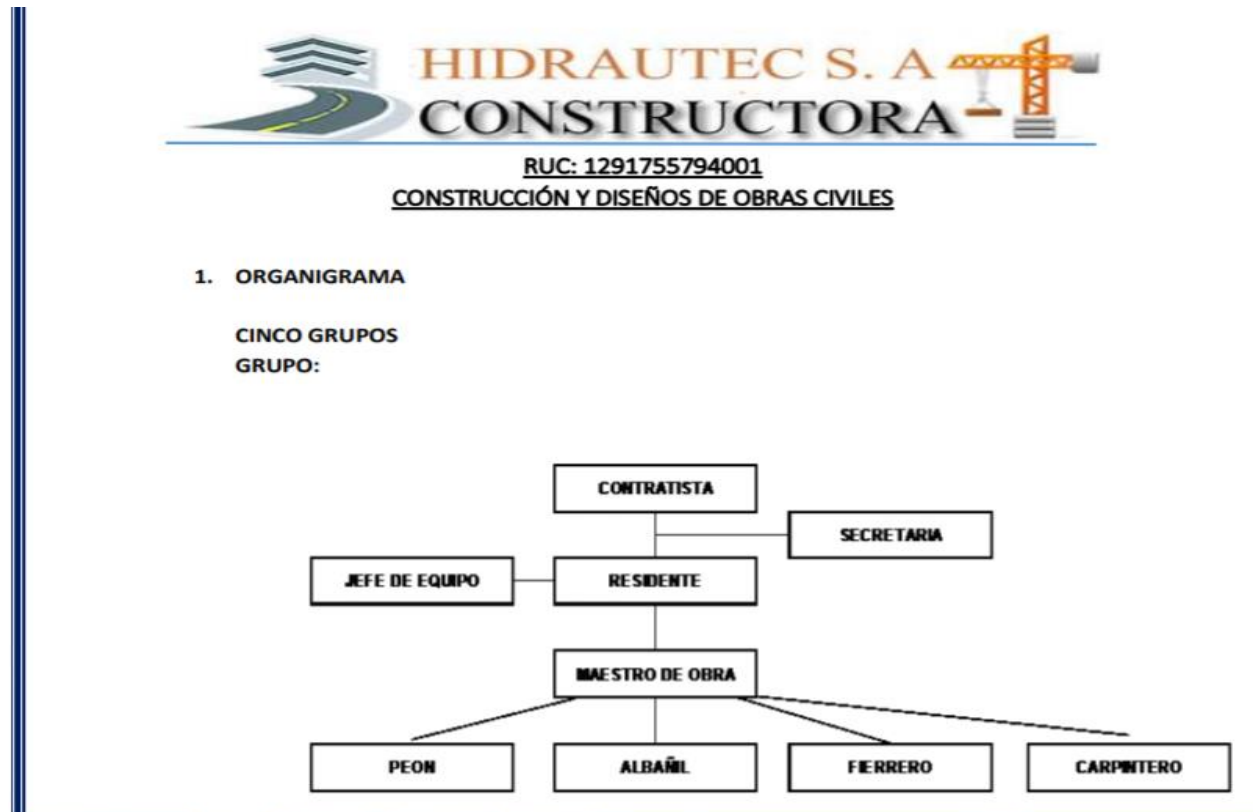 HIDRAUTEC S. A
CONSTRUCTORA
RUC: 1291755794001
CONSTRUCCIÓN Y DISEÑOS DE OBRAS CIVILES
1. ORGANIGRAMA
CINCO GRUPOS
GRUPO:
CONTRATISTA
SECRETARIA
JEFE DE EQUIPO
RESIDENTE
MAESTRO DE OBRA
PEON
ALBAÑIL
FIERRERO
CARPINTERO